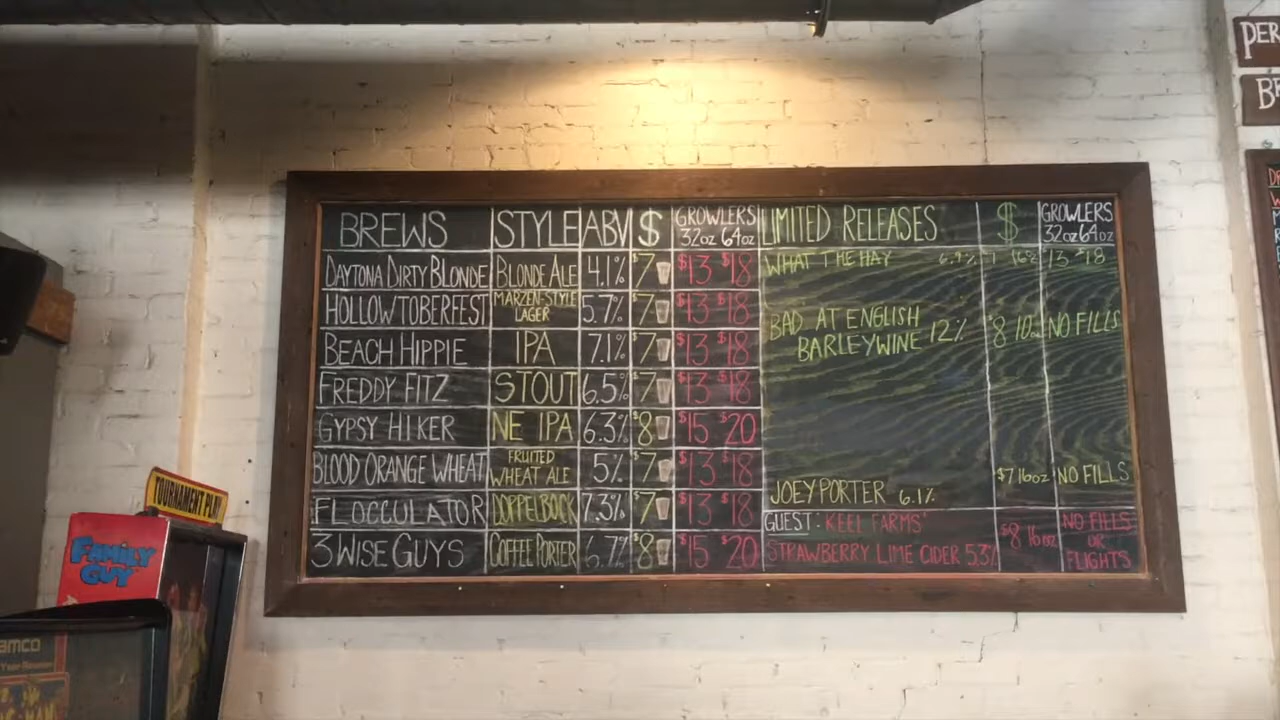 BREWS STYLE ABV $ GROWLERS 32oz 64oz
DAYTONA DIRTY BLONDE BLONDE ALE 4.1% $7 $13 $18
HOLLOWTOBERFEST MARZEN-STYLE LAGER 5.7% $7 $13 $18
BEACH HIPPIE IPA 7.1% $7 $13 $18
FREDDY FITZ STOUT 6.5% $7 $13 $18
GYPSY HIKER NE IPA 6.3% $8 $15 $20
BLOOD ORANGE WHEAT FRUITED WHEAT ALE 5% $7 $13 $18
FLOCCULATOR DOPPELBOCK 7.3% $7 $13 $18
3 WISE GUYS COFFEE PORTER 6.7% $8 $15 $20
LIMITED RELEASES $ GROWLERS 32oz 64oz
WHAT THE HAY 16oz 13 $18
BAD AT ENGLISH
BARLEYWINE 12% $8 10oz NO FILLS
JOEY PORTER 6.1% $7 16oz NO FILLS
GUEST: KEEL FARMS'
STRAWBERRY LIME CIDER 5.3% $8 16oz NO FILLS
OR
FLIGHTS
TOURNAMENT PLAY
FAMILY
GUY
PER
BR